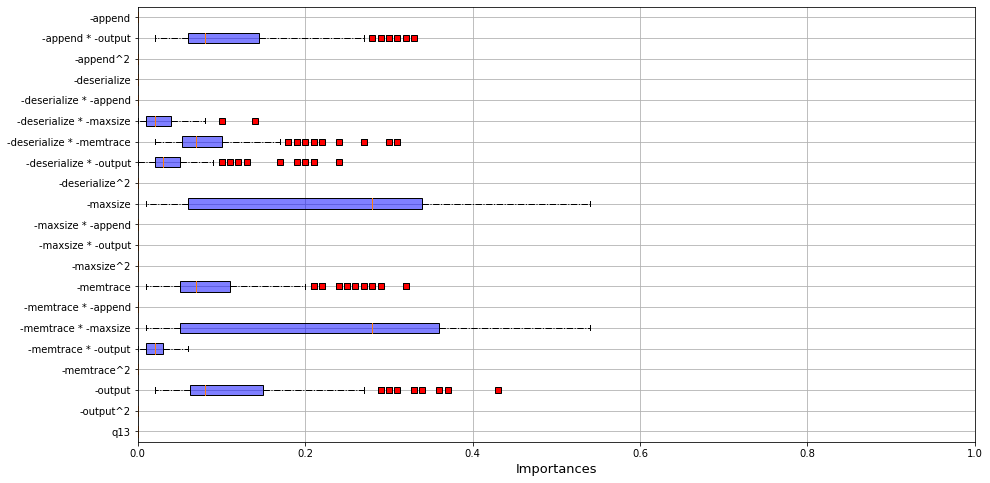 -append
-append * -output
-append^2
-deserialize
-deserialize * -append
-deserialize * -maxsize
-deserialize * -memtrace
-deserialize * -output
-deserialize^2
-maxsize
-maxsize * -append
-maxsize * -output
-maxsize^2
-memtrace
-memtrace * -append
-memtrace * -maxsize
-memtrace * -output
-memtrace^2
-output
-output^2
q13
0.0 0.2 0.4 0.6 0.8 1.0
Importances